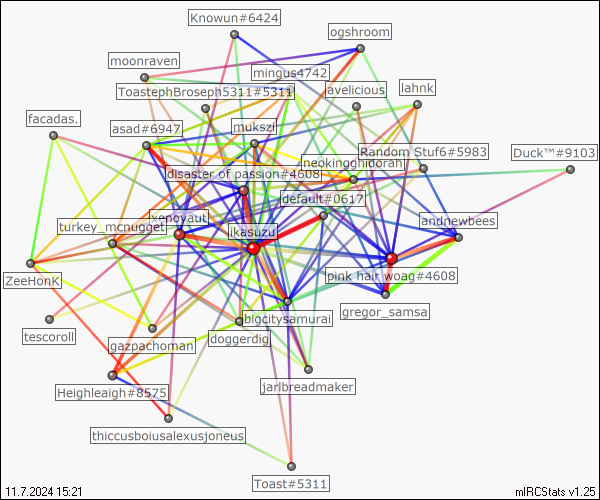 Knowun#6424
ogshroom
moonraven
mingus4742
ToastephBroseph5311#5311
avelicious
lahnk
facadas.
asad#6947
mukszi
Random Stuf6#5983
Duck™#9103
neokingghidorah
disaster of passion#4608
default#0617
xenoyaut
andnewbees
turkey_mcnugget
ikasuzu
ZeeHonK
pink hair woag#4608
gregor_samsa
bigcitysamurai
tescoroll
doggerdig
gazpachoman
jarlbreadmaker
Heighleaigh#8575
thiccusboiusalexusjoneus
Toast#5311
11.7.2024 15:21
mIRCStats v1.25